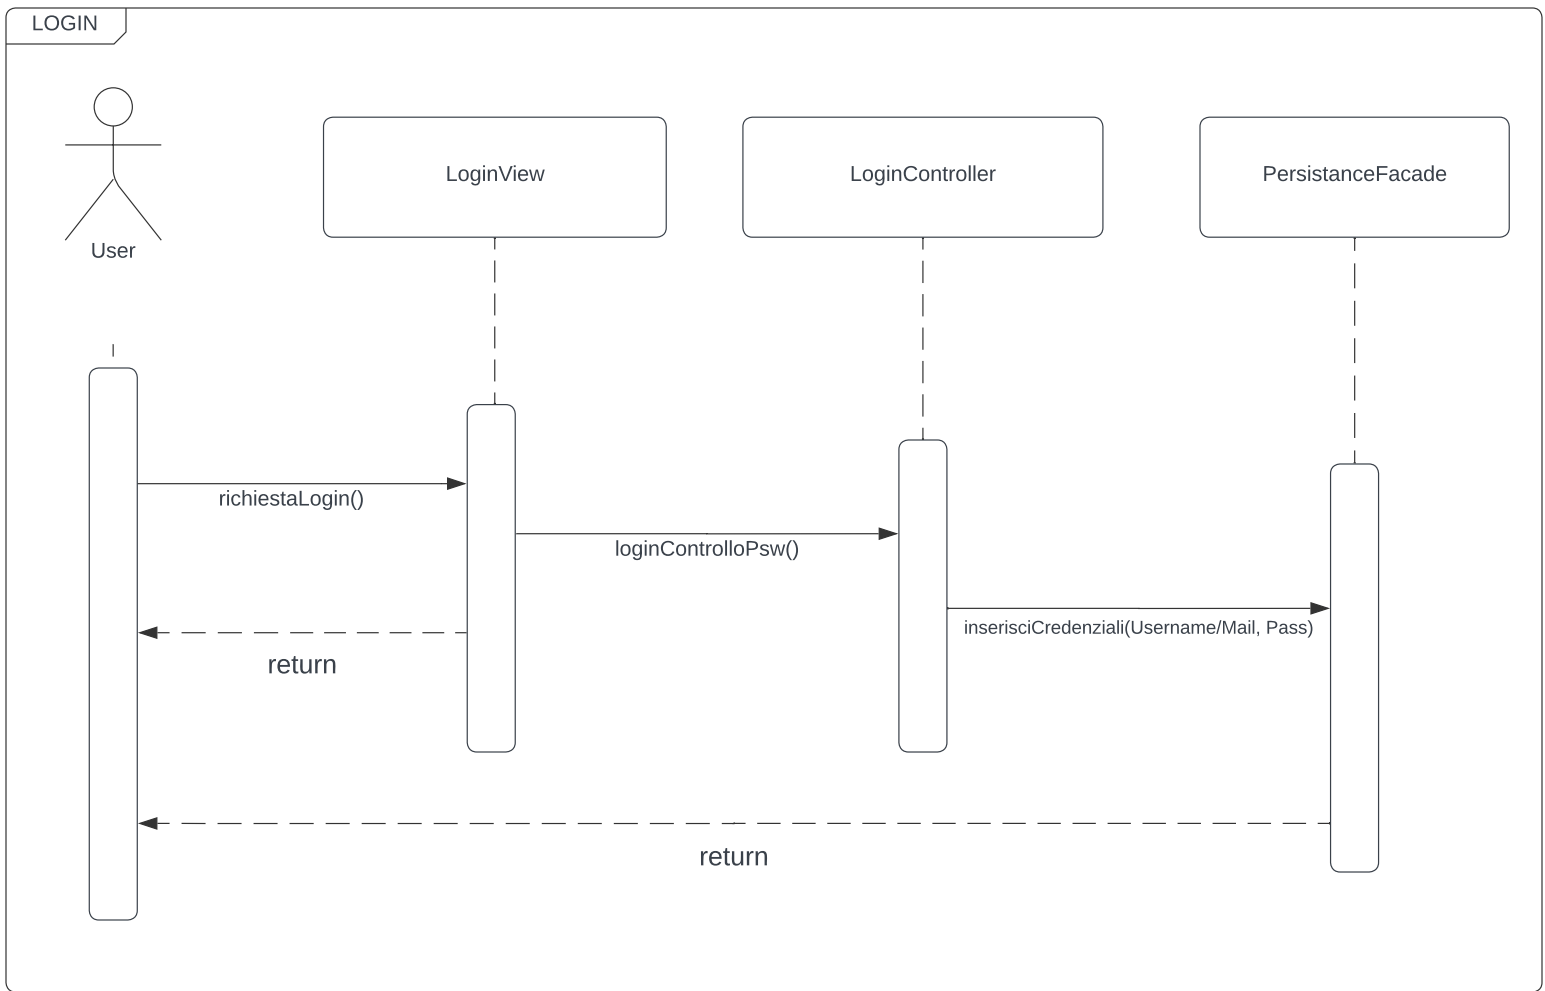 LOGIN
User
LoginView
LoginController
PersistanceFacade
richiestaLogin()
loginControlloPsw()
inserisciCredenziali(Username/Mail, Pass)
return
return